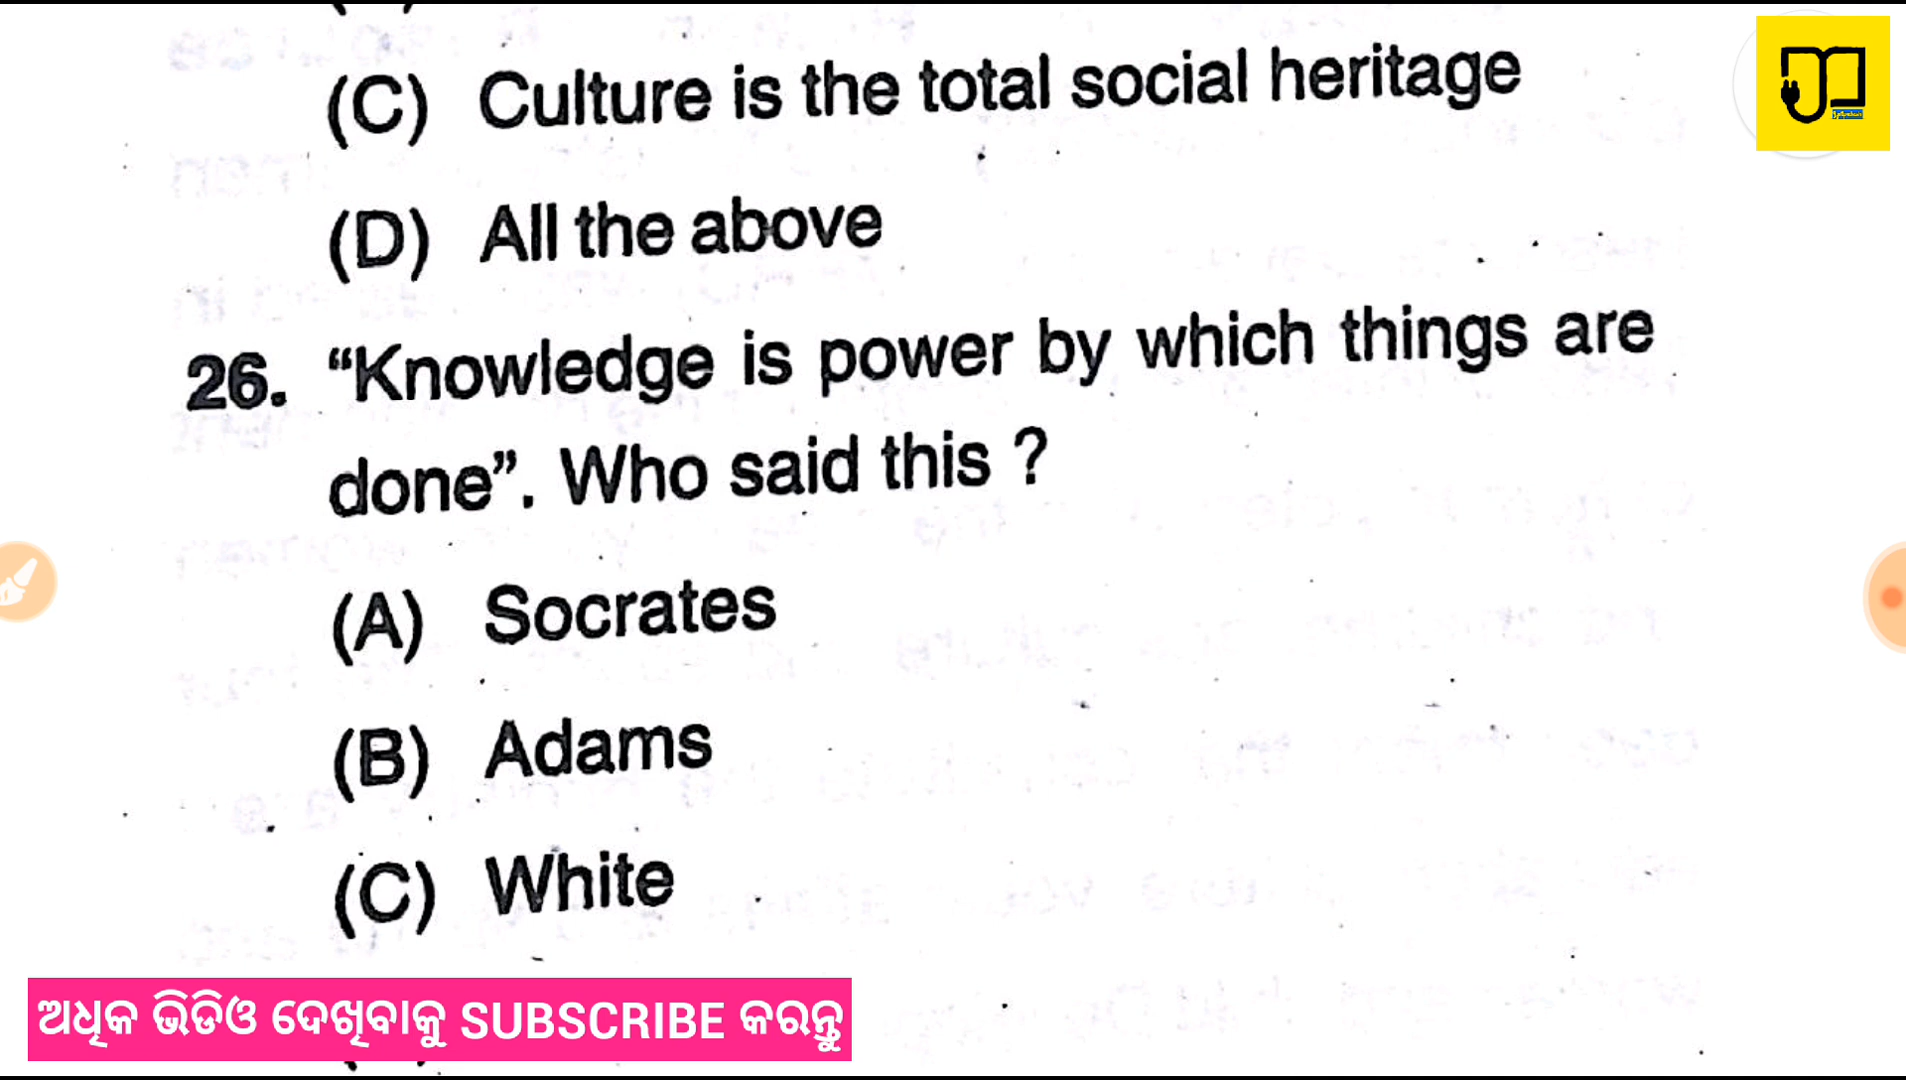 (C) Culture is the total social heritage
(D) All the above
26. “Knowledge is power by which things are
done”. Who said this ?
(A) Socrates
(B) Adams
(C) White
ଅଧିକ ଭିଡିଓ ଦେଖିବାକୁ SUBSCRIBE କରନ୍ତୁ